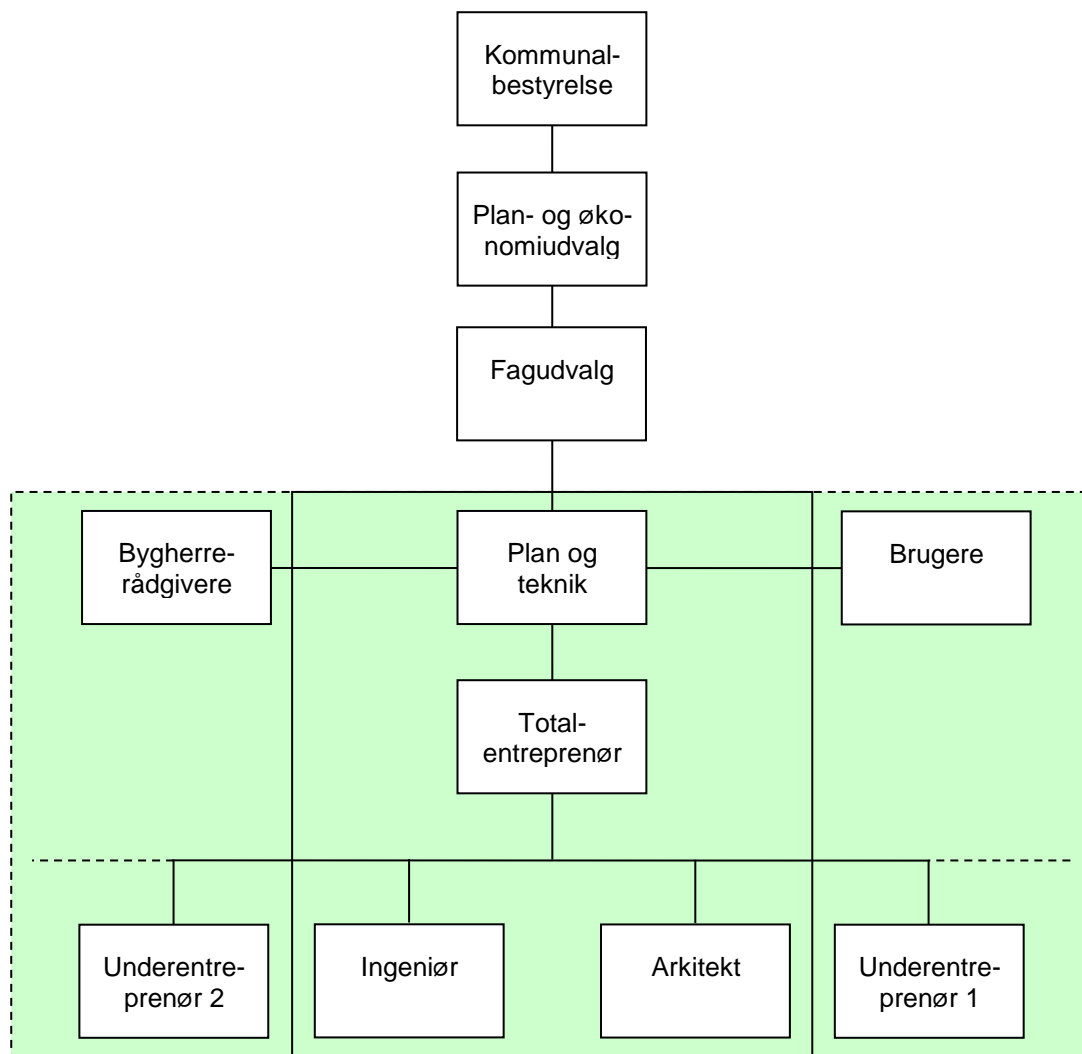 Kommunal-
bestyrelse
Plan- og øko-
nomiudvalg
Fagudvalg
Bygherre-
rådgivere
Plan og
teknik
Brugere
Total-
entreprenør
Underentre-
prenør 2
Ingeniør
Arkitekt
Underentre-
prenør 1